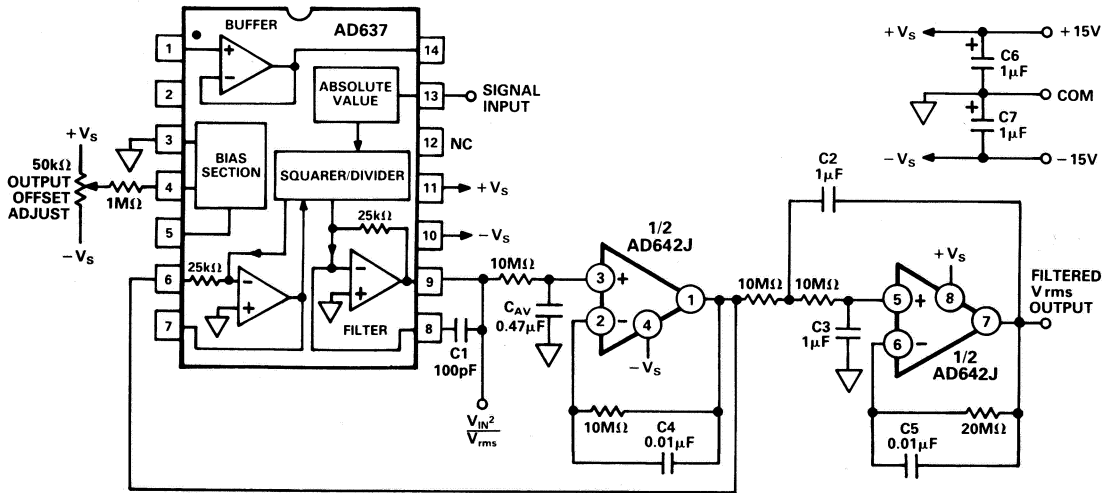 BUFFER
AD637
1
+
−
14
2
ABSOLUTE
VALUE
13
SIGNAL
INPUT
12
NC
+VS
3
BIAS
SECTION
50kΩ
OUTPUT
OFFSET
ADJUST
1MΩ
4
SQUARER/DIVIDER
11
+VS
−VS
5
25kΩ
10
−VS
6
25kΩ
−
+
−
+
9
7
FILTER
8
C1
100pF
VIN²
Vrms
10MΩ
CAV
0.47µF
1/2
AD642J
3
+
2
−
1
4
−VS
10MΩ
C4
0.01µF
+VS
+
C6
1µF
+15V
COM
+
C7
1µF
−VS
−15V
C2
1µF
10MΩ
10MΩ
C3
1µF
+VS
5
+
8
6
−
7
1/2
AD642J
FILTERED
V rms
OUTPUT
20MΩ
C5
0.01µF